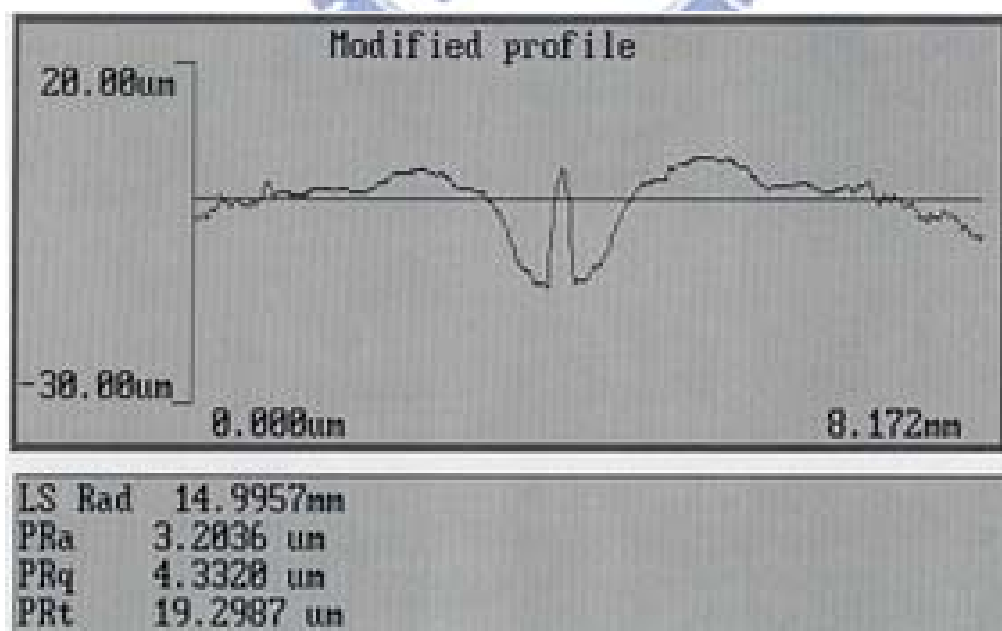 Modified profile
20.00um
-30.00um
0.000um
8.172mm
LS Rad 14.9957mm
PRa 3.2036 um
PRq 4.3320 um
PRt 19.2987 um